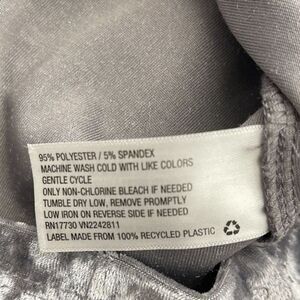 95% POLYESTER / 5% SPANDEX
MACHINE WASH COLD WITH LIKE COLORS
GENTLE CYCLE
ONLY NON-CHLORINE BLEACH IF NEEDED
TUMBLE DRY LOW, REMOVE PROMPTLY
LOW IRON ON REVERSE SIDE IF NEEDED
RN17730 VN2242811
LABEL MADE FROM 100% RECYCLED PLASTIC